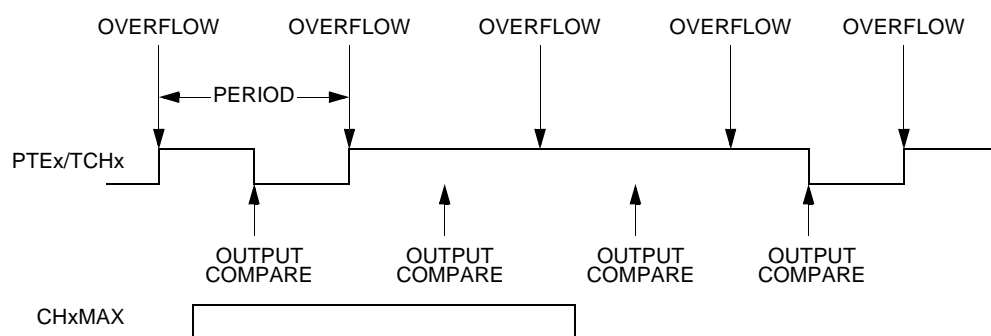 OVERFLOW OVERFLOW OVERFLOW OVERFLOW OVERFLOW
PERIOD
PTEx/TCHx
OUTPUT COMPARE
OUTPUT COMPARE
OUTPUT COMPARE
OUTPUT COMPARE
CHxMAX